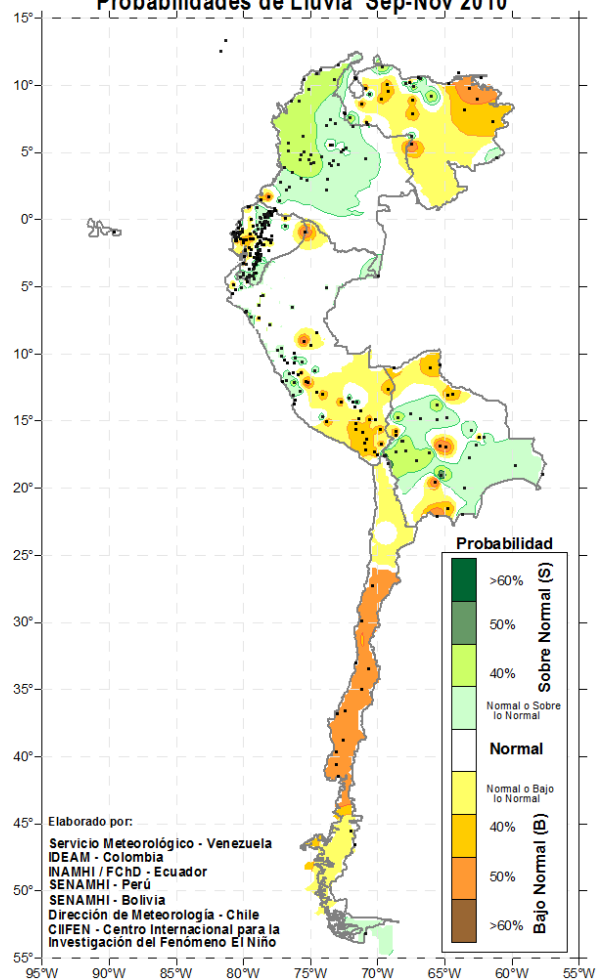 Probabilidades de Lluvia Sep-Nov 2010
15°
10°
5°
0°
5°
10°
15°
20°
25°
30°
35°
40°
45°
50°
55°
95°W
90°W
85°W
80°W
75°W
70°W
65°W
60°W
55°W
Probabilidad
>60%
50%
40%
Sobre Normal (S)
Normal o Sobre
lo Normal
Normal
Normal o Bajo
lo Normal
40%
50%
>60%
Bajo Normal (B)
Elaborado por:
Servicio Meteorológico - Venezuela
IDEAM - Colombia
INAMHI / FChD - Ecuador
SENAMHI - Perú
SENAMHI - Bolivia
Dirección de Meteorología - Chile
CIIFEN - Centro Internacional para la
Investigación del Fenómeno El Niño